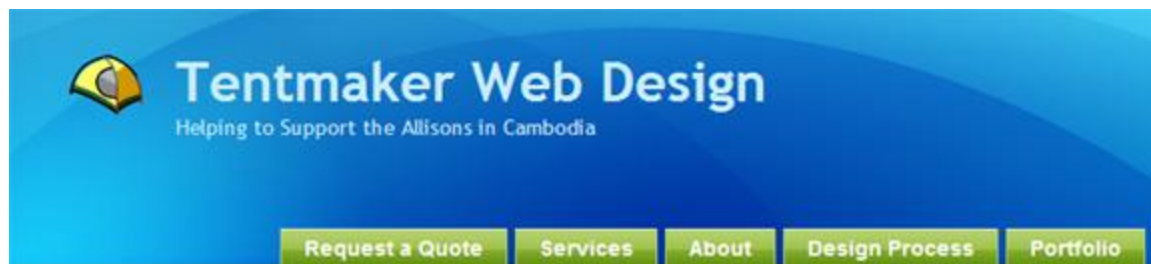 Tentmaker Web Design
Helping to Support the Allisons in Cambodia
Request a Quote Services About Design Process Portfolio